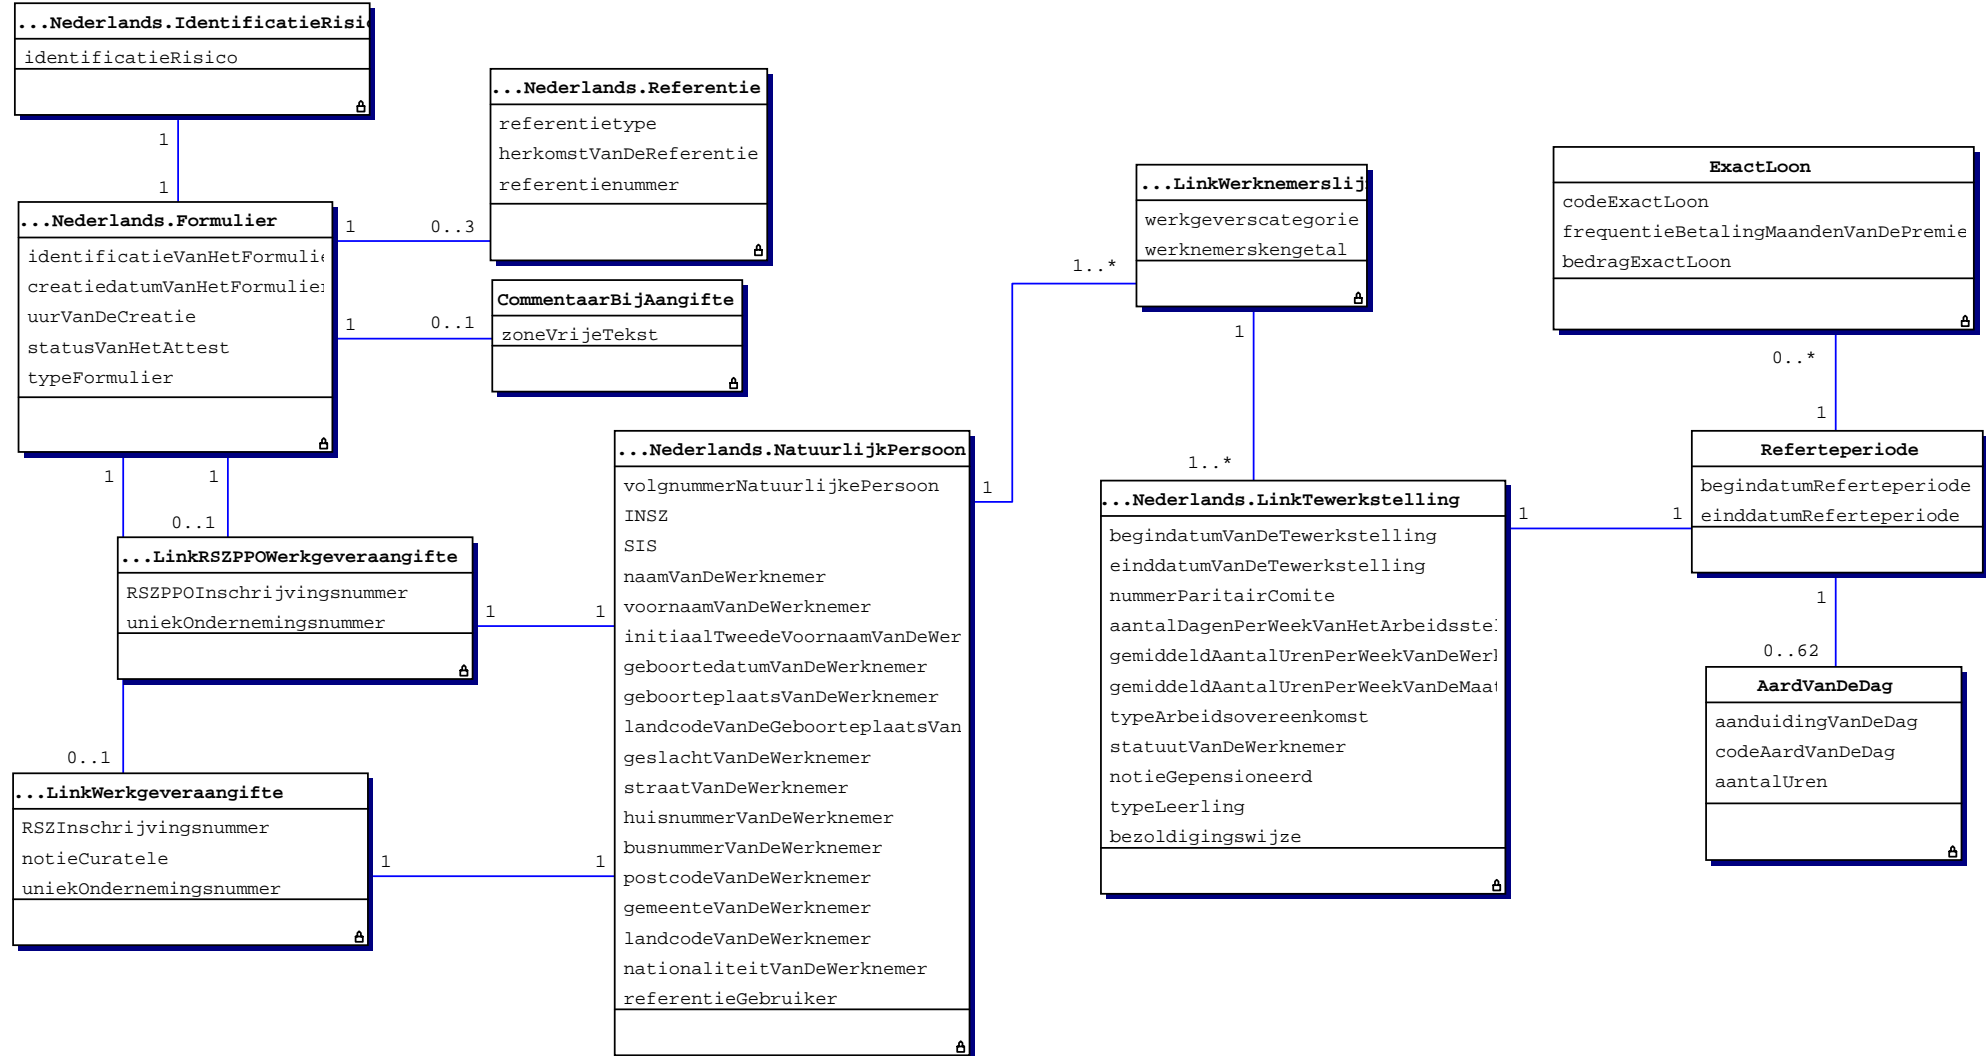 ...Nederlands.IdentificatieRisi
identificatieRisico
1
1
...Nederlands.Referentie
referentietype
herkomstVanDeReferentie
referentienummer
...Nederlands.Formulier
identificatieVanHetFormuli
creatiedatumVanHetFormulier
uurVanDeCreatie
statusVanHetAttest
typeFormulier
1
0..3
1
0..1
CommentaarBijAangifte
zoneVrijeTekst
1
1
0..1
...LinkRSZPPOWerkgeveraangifte
RSZPPOInschrijvingsnummer
uniekOndernemingsnummer
1
1
0..1
...LinkWerkgeveraangifte
RSZInschrijvingsnummer
notieCuratele
uniekOndernemingsnummer
1
1
...Nederlands.NatuurlijkPersoon
volgnummerNatuurlijkePersoon
INSZ
SIS
naamVanDeWerknemer
voornaamVanDeWerknemer
initiaalTweedeVoornaamVanDeWer
geboortedatumVanDeWerknemer
geboorteplaatsVanDeWerknemer
landcodeVanDeGeboorteplaatsVan
geslachtVanDeWerknemer
straatVanDeWerknemer
huisnummerVanDeWerknemer
busnummerVanDeWerknemer
postcodeVanDeWerknemer
gemeenteVanDeWerknemer
landcodeVanDeWerknemer
nationaliteitVanDeWerknemer
referentieGebruiker
1
1..*
...LinkWerknemerslij
werkgeverscategorie
werknemerskengetal
1
1..*
...Nederlands.LinkTewerkstelling
begindatumVanDeTewerkstelling
einddatumVanDeTewerkstelling
nummerParitairComite
aantalDagenPerWeekVanHetArbeidsstel
gemiddeldAantalUrenPerWeekVanDeWerk
gemiddeldAantalUrenPerWeekVanDeMaat
typeArbeidsovereenkomst
statuutVanDeWerknemer
notieGepensioneerd
typeLeerling
bezoldigingswijze
1
1
ExactLoon
codeExactLoon
frequentieBetalingMaandenVanDePremie
bedragExactLoon
0..*
1
Referteperiode
begindatumReferteperiode
einddatumReferteperiode
1
0..62
AardVanDeDag
aanduidingVanDeDag
codeAardVanDeDag
aantalUren